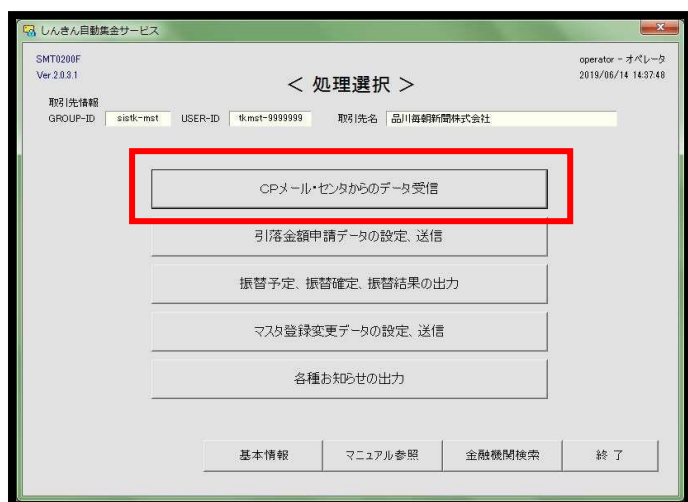 しんきん自動集金サービス
SMT0200F
operator - オペレータ
Ver 2.0.3.1
2019/06/14 14:37:48
< 処理選択 >
取引先情報
GROUP-ID sistk-mst USER-ID tkmst-9999999 取引先名 品川毎朝新聞株式会社
CPメール・センタからのデータ受信
引落金額申請データの設定、送信
振替予定、振替確定、振替結果の出力
マスタ登録変更データの設定、送信
各種お知らせの出力
基本情報 マニュアル参照 金融機関検索 終 了